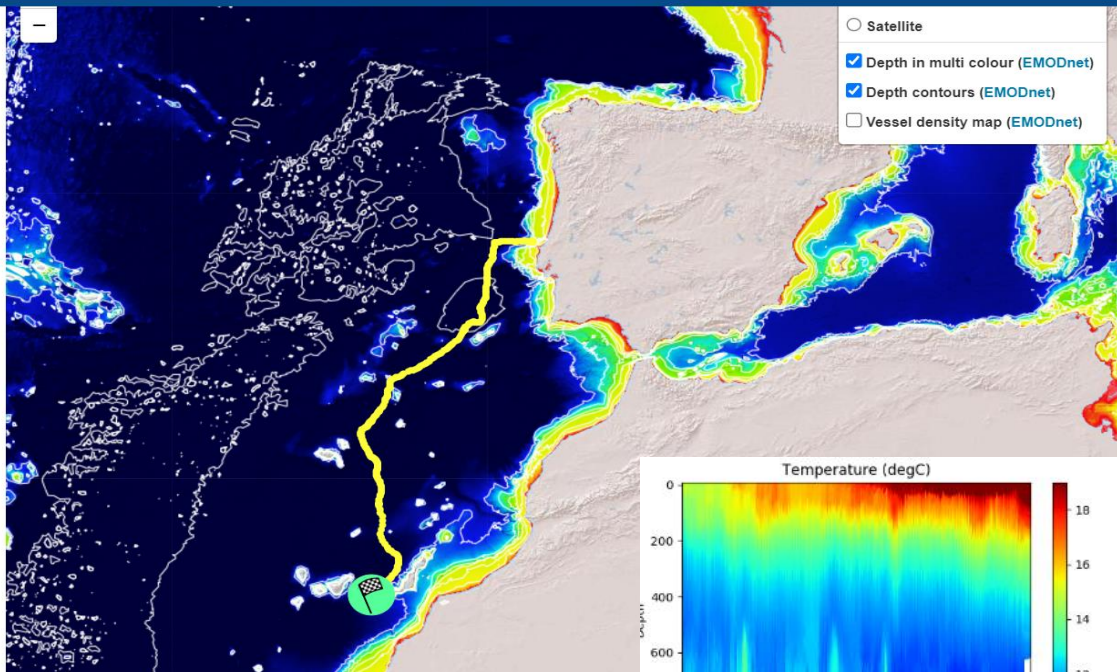 −
Satellite
Depth in multi colour (EMODnet)
Depth contours (EMODnet)
Vessel density map (EMODnet)
Temperature (degC)
0
200
400
600
18
16
14